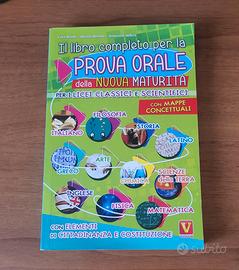 Il libro completo per la
PROVA ORALE
della NUOVA MATURITÀ
PER I LICEI CLASSICI E SCIENTIFICI
CON MAPPE
CONCETTUALI
FILOSOFIA
ITALIANO
STORIA
LATINO
ARTE
GRECO
SCIENZE
della TERRA
INGLESE
FISICA
MATEMATICA
CON ELEMENTI
DI CITTADINANZA E COSTITUZIONE
V
subito